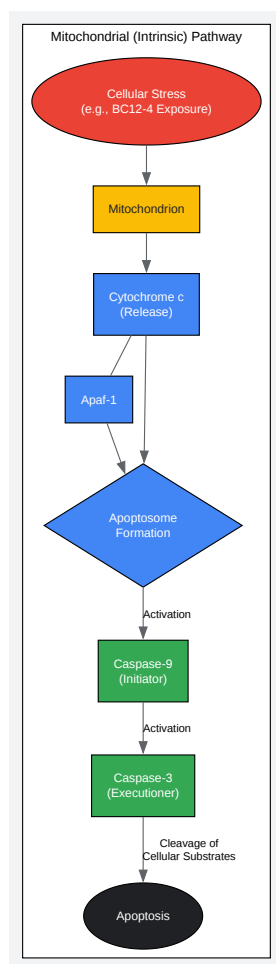 Mitochondrial (Intrinsic) Pathway
Cellular Stress
(e.g., BC12-4 Exposure)
Mitochondrion
Cytochrome c
(Release)
Apaf-1
Apoptosome
Formation
Activation
Caspase-9
(Initiator)
Activation
Caspase-3
(Executioner)
Cleavage of
Cellular Substrates
Apoptosis